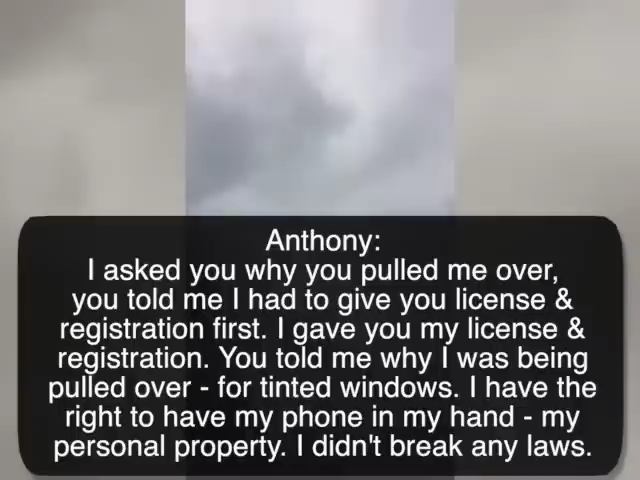 Anthony:
I asked you why you pulled me over,
you told me I had to give you license &
registration first. I gave you my license &
registration. You told me why I was being
pulled over - for tinted windows. I have the
right to have my phone in my hand - my
personal property. I didn't break any laws.